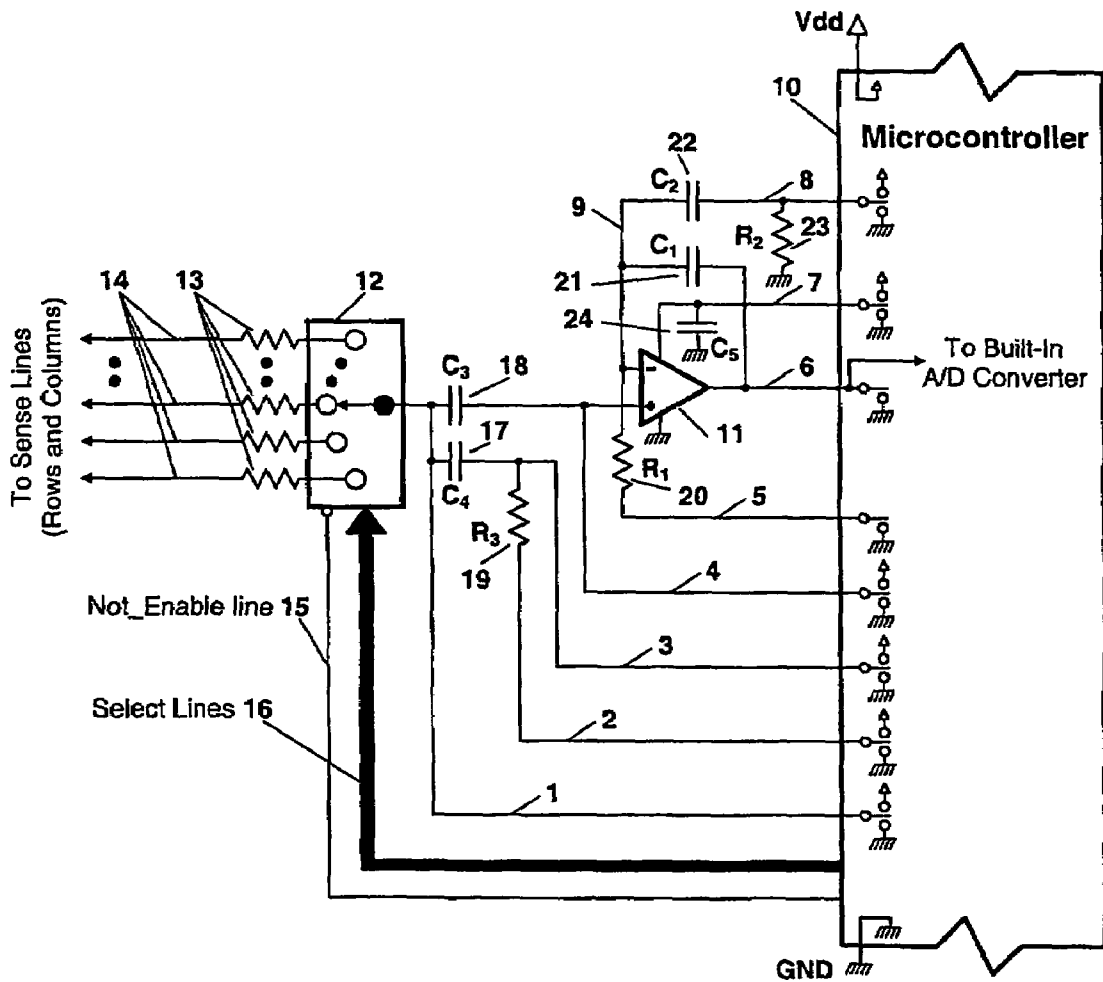 Vdd
10
Microcontroller
22
C₂
8
9
R₂
23
C₁
21
7
14
13
12
24
C₅
6
To Built-In
A/D Converter
C₃
18
11
17
C₄
R₁
20
5
To Sense Lines
(Rows and Columns)
R₃
19
4
Not_Enable line 15
3
Select Lines 16
2
1
GND